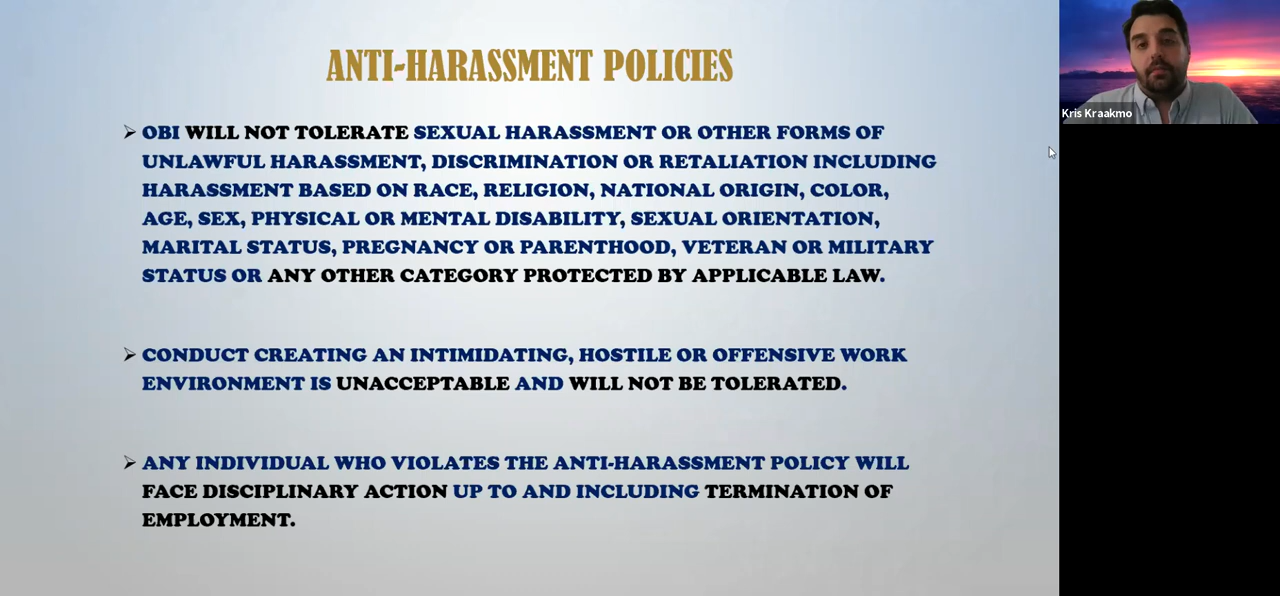 ANTI-HARASSMENT POLICIES
OBI WILL NOT TOLERATE SEXUAL HARASSMENT OR OTHER FORMS OF
UNLAWFUL HARASSMENT, DISCRIMINATION OR RETALIATION INCLUDING
HARASSMENT BASED ON RACE, RELIGION, NATIONAL ORIGIN, COLOR,
AGE, SEX, PHYSICAL OR MENTAL DISABILITY, SEXUAL ORIENTATION,
MARITAL STATUS, PREGNANCY OR PARENTHOOD, VETERAN OR MILITARY
STATUS OR ANY OTHER CATEGORY PROTECTED BY APPLICABLE LAW.
CONDUCT CREATING AN INTIMIDATING, HOSTILE OR OFFENSIVE WORK
ENVIRONMENT IS UNACCEPTABLE AND WILL NOT BE TOLERATED.
ANY INDIVIDUAL WHO VIOLATES THE ANTI-HARASSMENT POLICY WILL
FACE DISCIPLINARY ACTION UP TO AND INCLUDING TERMINATION OF
EMPLOYMENT.
Kris Kraakmo